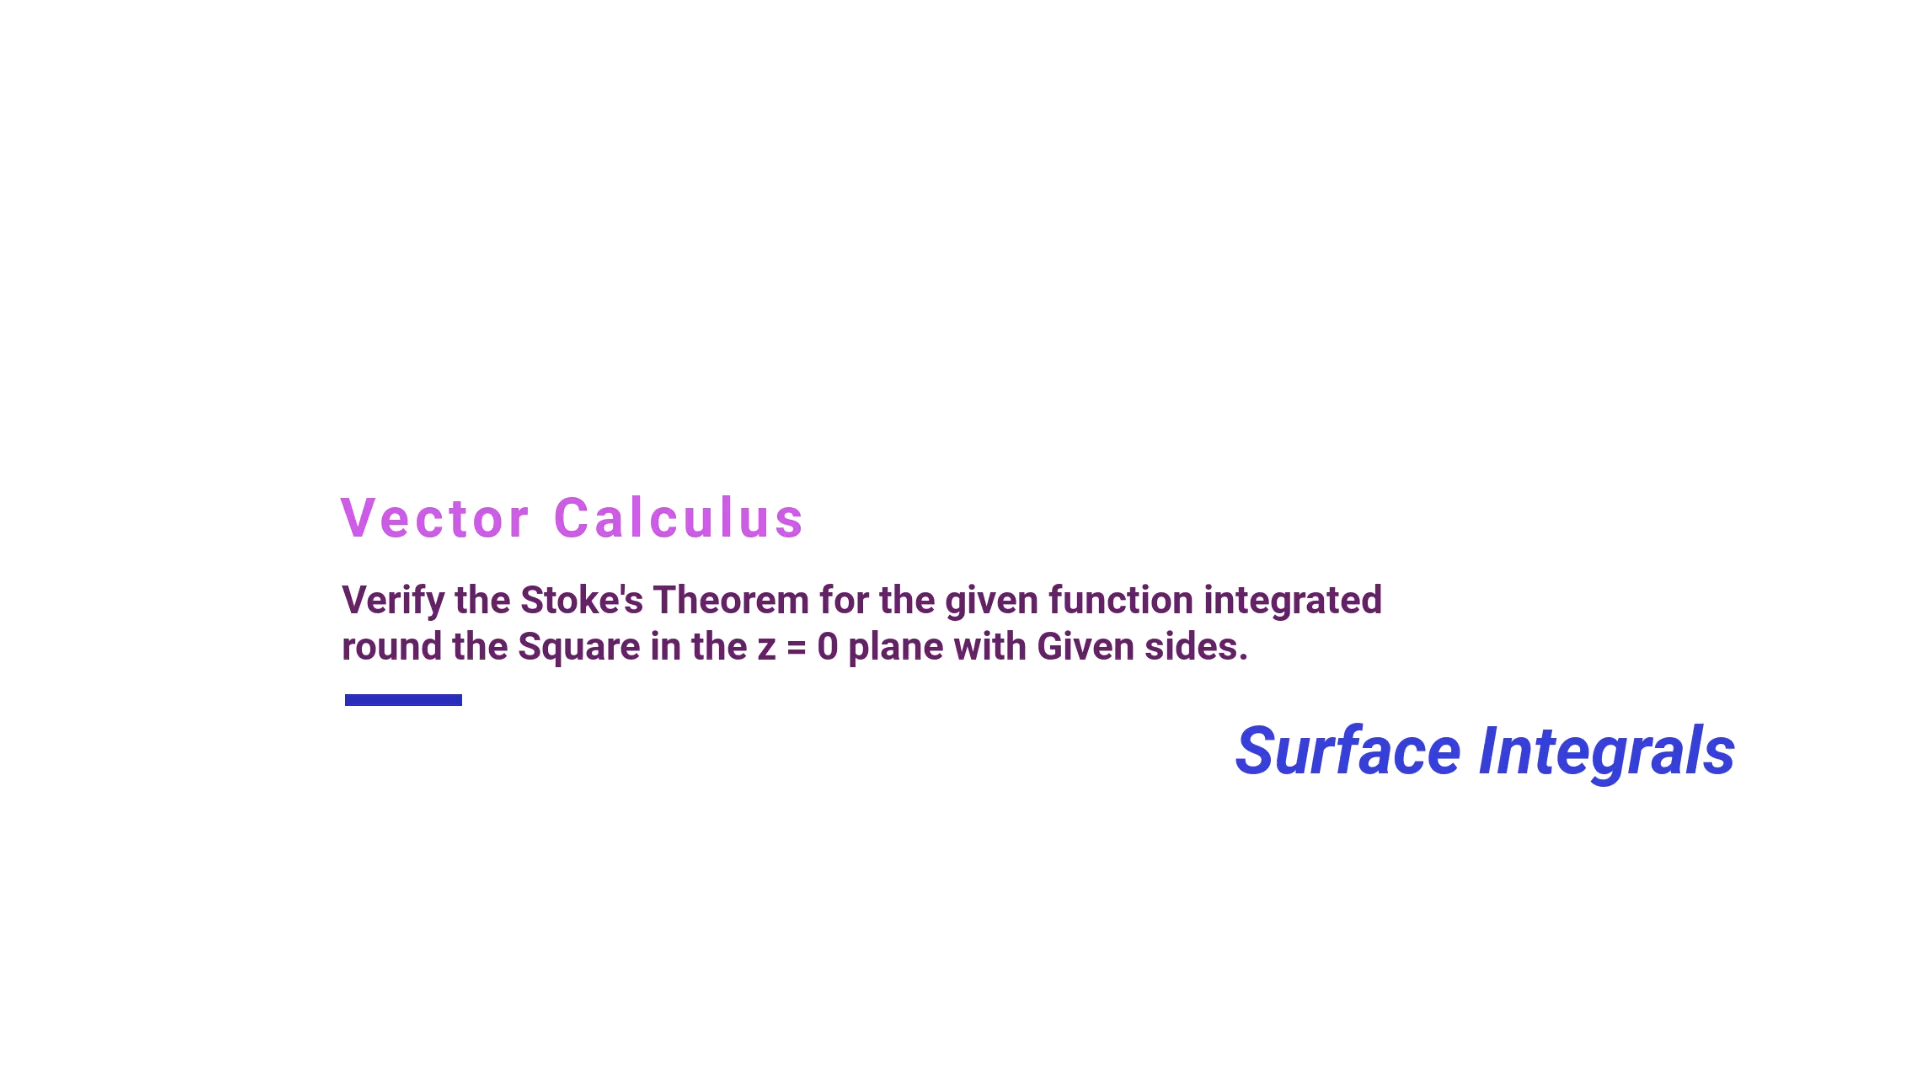 Vector Calculus
Verify the Stoke's Theorem for the given function integrated
round the Square in the z = 0 plane with Given sides.
Surface Integrals